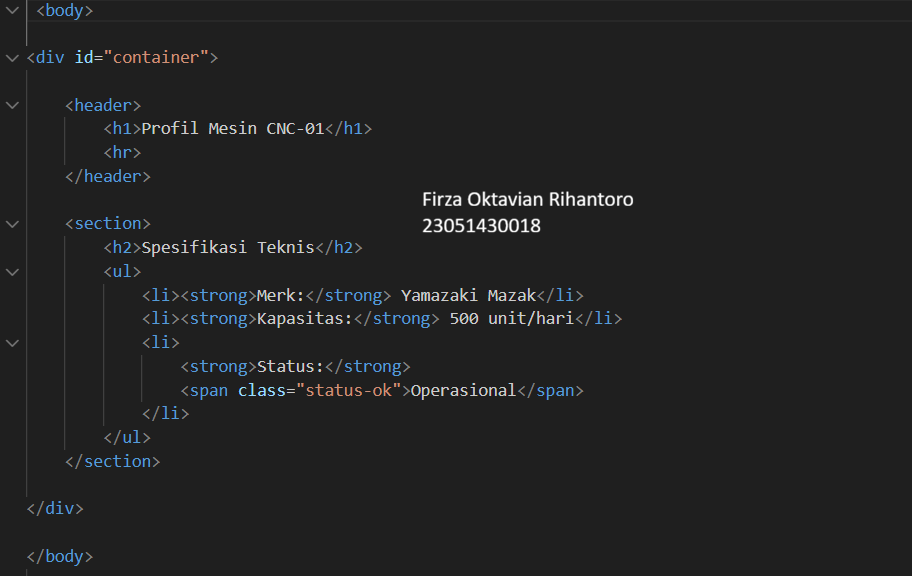 <body>
<div id="container">
<header>
<h1>Profil Mesin CNC-01</h1>
<hr>
</header>
Firza Oktavian Rihantoro
23051430018
<section>
<h2>Spesifikasi Teknis</h2>
<ul>
<li><strong>Merk:</strong> Yamazaki Mazak</li>
<li><strong>Kapasitas:</strong> 500 unit/hari</li>
<li>
<strong>Status:</strong>
<span class="status-ok">Operasional</span>
</li>
</ul>
</section>
</div>
</body>